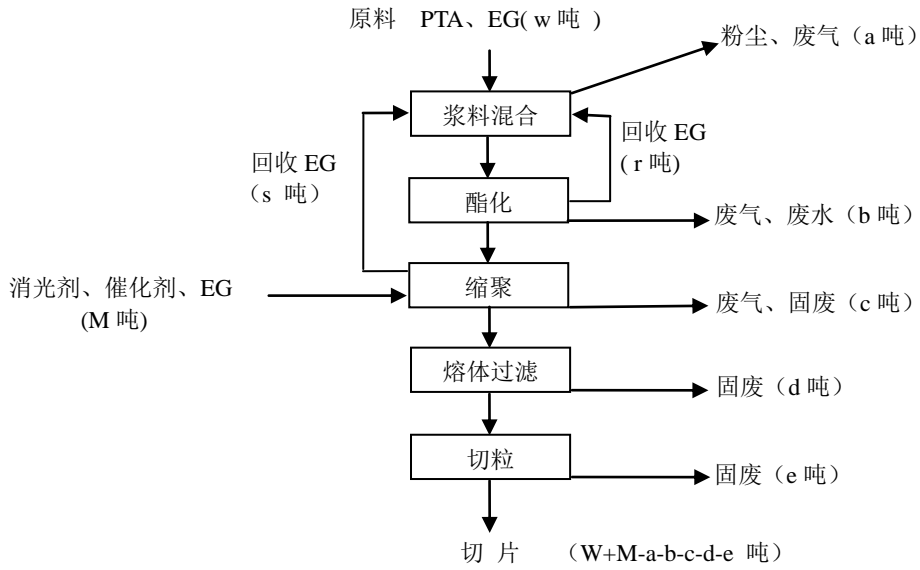 原料 PTA、EG( w 吨 )
粉尘、废气（a 吨）
浆料混合
回收 EG
( r 吨)
回收 EG
（s 吨）
酯化
废气、废水（b 吨）
消光剂、催化剂、EG
(M 吨)
缩聚
废气、固废（c 吨）
熔体过滤
固废（d 吨）
切粒
固废（e 吨）
切 片 （W+M-a-b-c-d-e 吨）